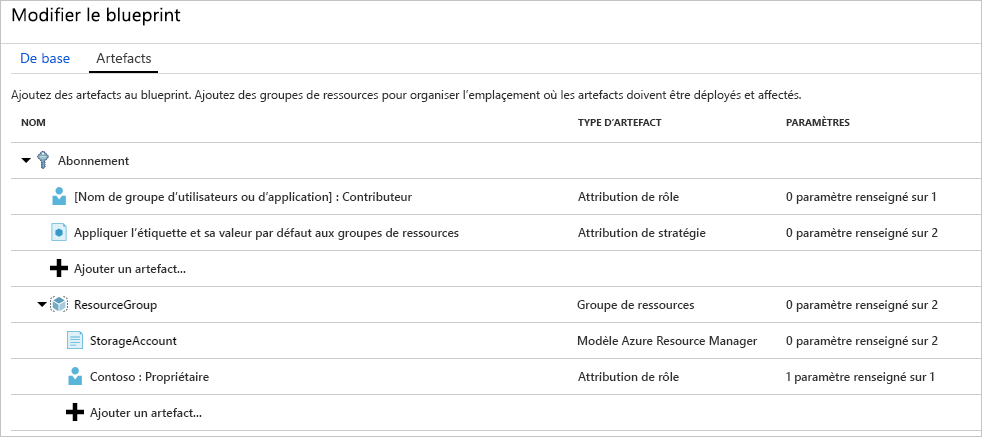 Modifier le blueprint
De base Artefacts
Ajoutez des artefacts au blueprint. Ajoutez des groupes de ressources pour organiser l’emplacement où les artefacts doivent être déployés et affectés.
NOM TYPE D’ARTEFACT PARAMÈTRES
Abonnement
[Nom de groupe d’utilisateurs ou d’application] : Contributeur Attribution de rôle 0 paramètre renseigné sur 1
Appliquer l’étiquette et sa valeur par défaut aux groupes de ressources Attribution de stratégie 0 paramètre renseigné sur 2
Ajouter un artefact...
ResourceGroup Groupe de ressources 0 paramètre renseigné sur 2
StorageAccount Modèle Azure Resource Manager 0 paramètre renseigné sur 2
Contoso : Propriétaire Attribution de rôle 1 paramètre renseigné sur 1
Ajouter un artefact...